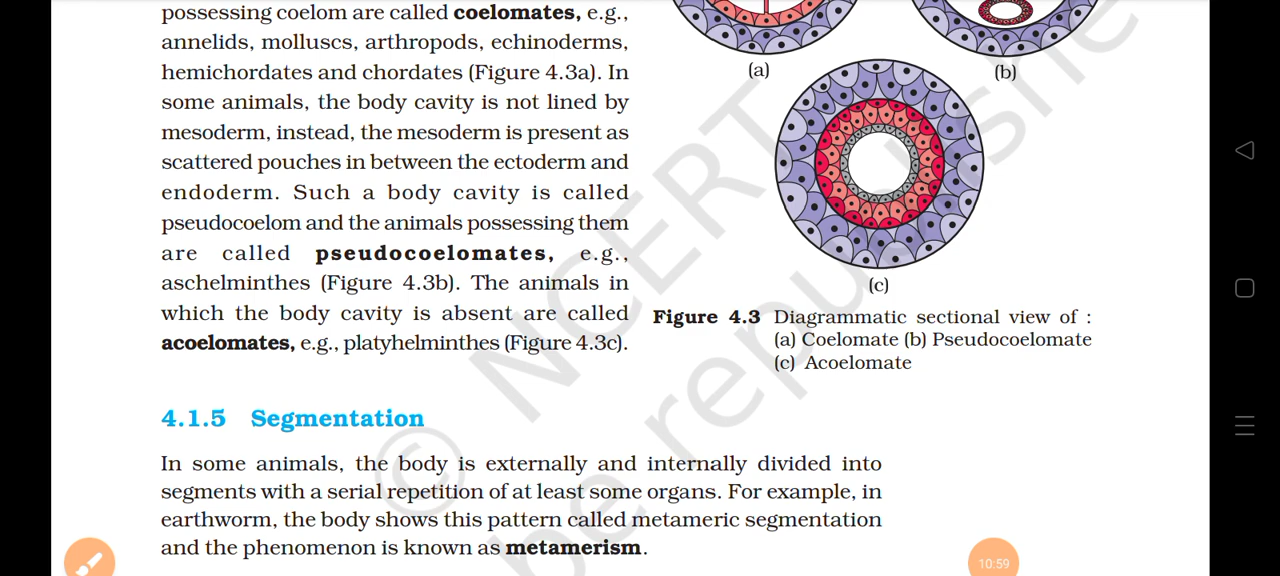 possessing coelom are called coelomates, e.g.,
annelids, molluscs, arthropods, echinoderms,
hemichordates and chordates (Figure 4.3a). In
some animals, the body cavity is not lined by
mesoderm, instead, the mesoderm is present as
scattered pouches in between the ectoderm and
endoderm. Such a body cavity is called
pseudocoelom and the animals possessing them
are called pseudocoelomates, e.g.,
aschelminthes (Figure 4.3b). The animals in
which the body cavity is absent are called
acoelomates, e.g., platyhelminthes (Figure 4.3c).
(a)
(b)
(c)
Figure 4.3 Diagrammatic sectional view of :
(a) Coelomate (b) Pseudocoelomate
(c) Acoelomate
4.1.5 Segmentation
In some animals, the body is externally and internally divided into
segments with a serial repetition of at least some organs. For example, in
earthworm, the body shows this pattern called metameric segmentation
and the phenomenon is known as metamerism.
© NCERT
be republishe
10:59